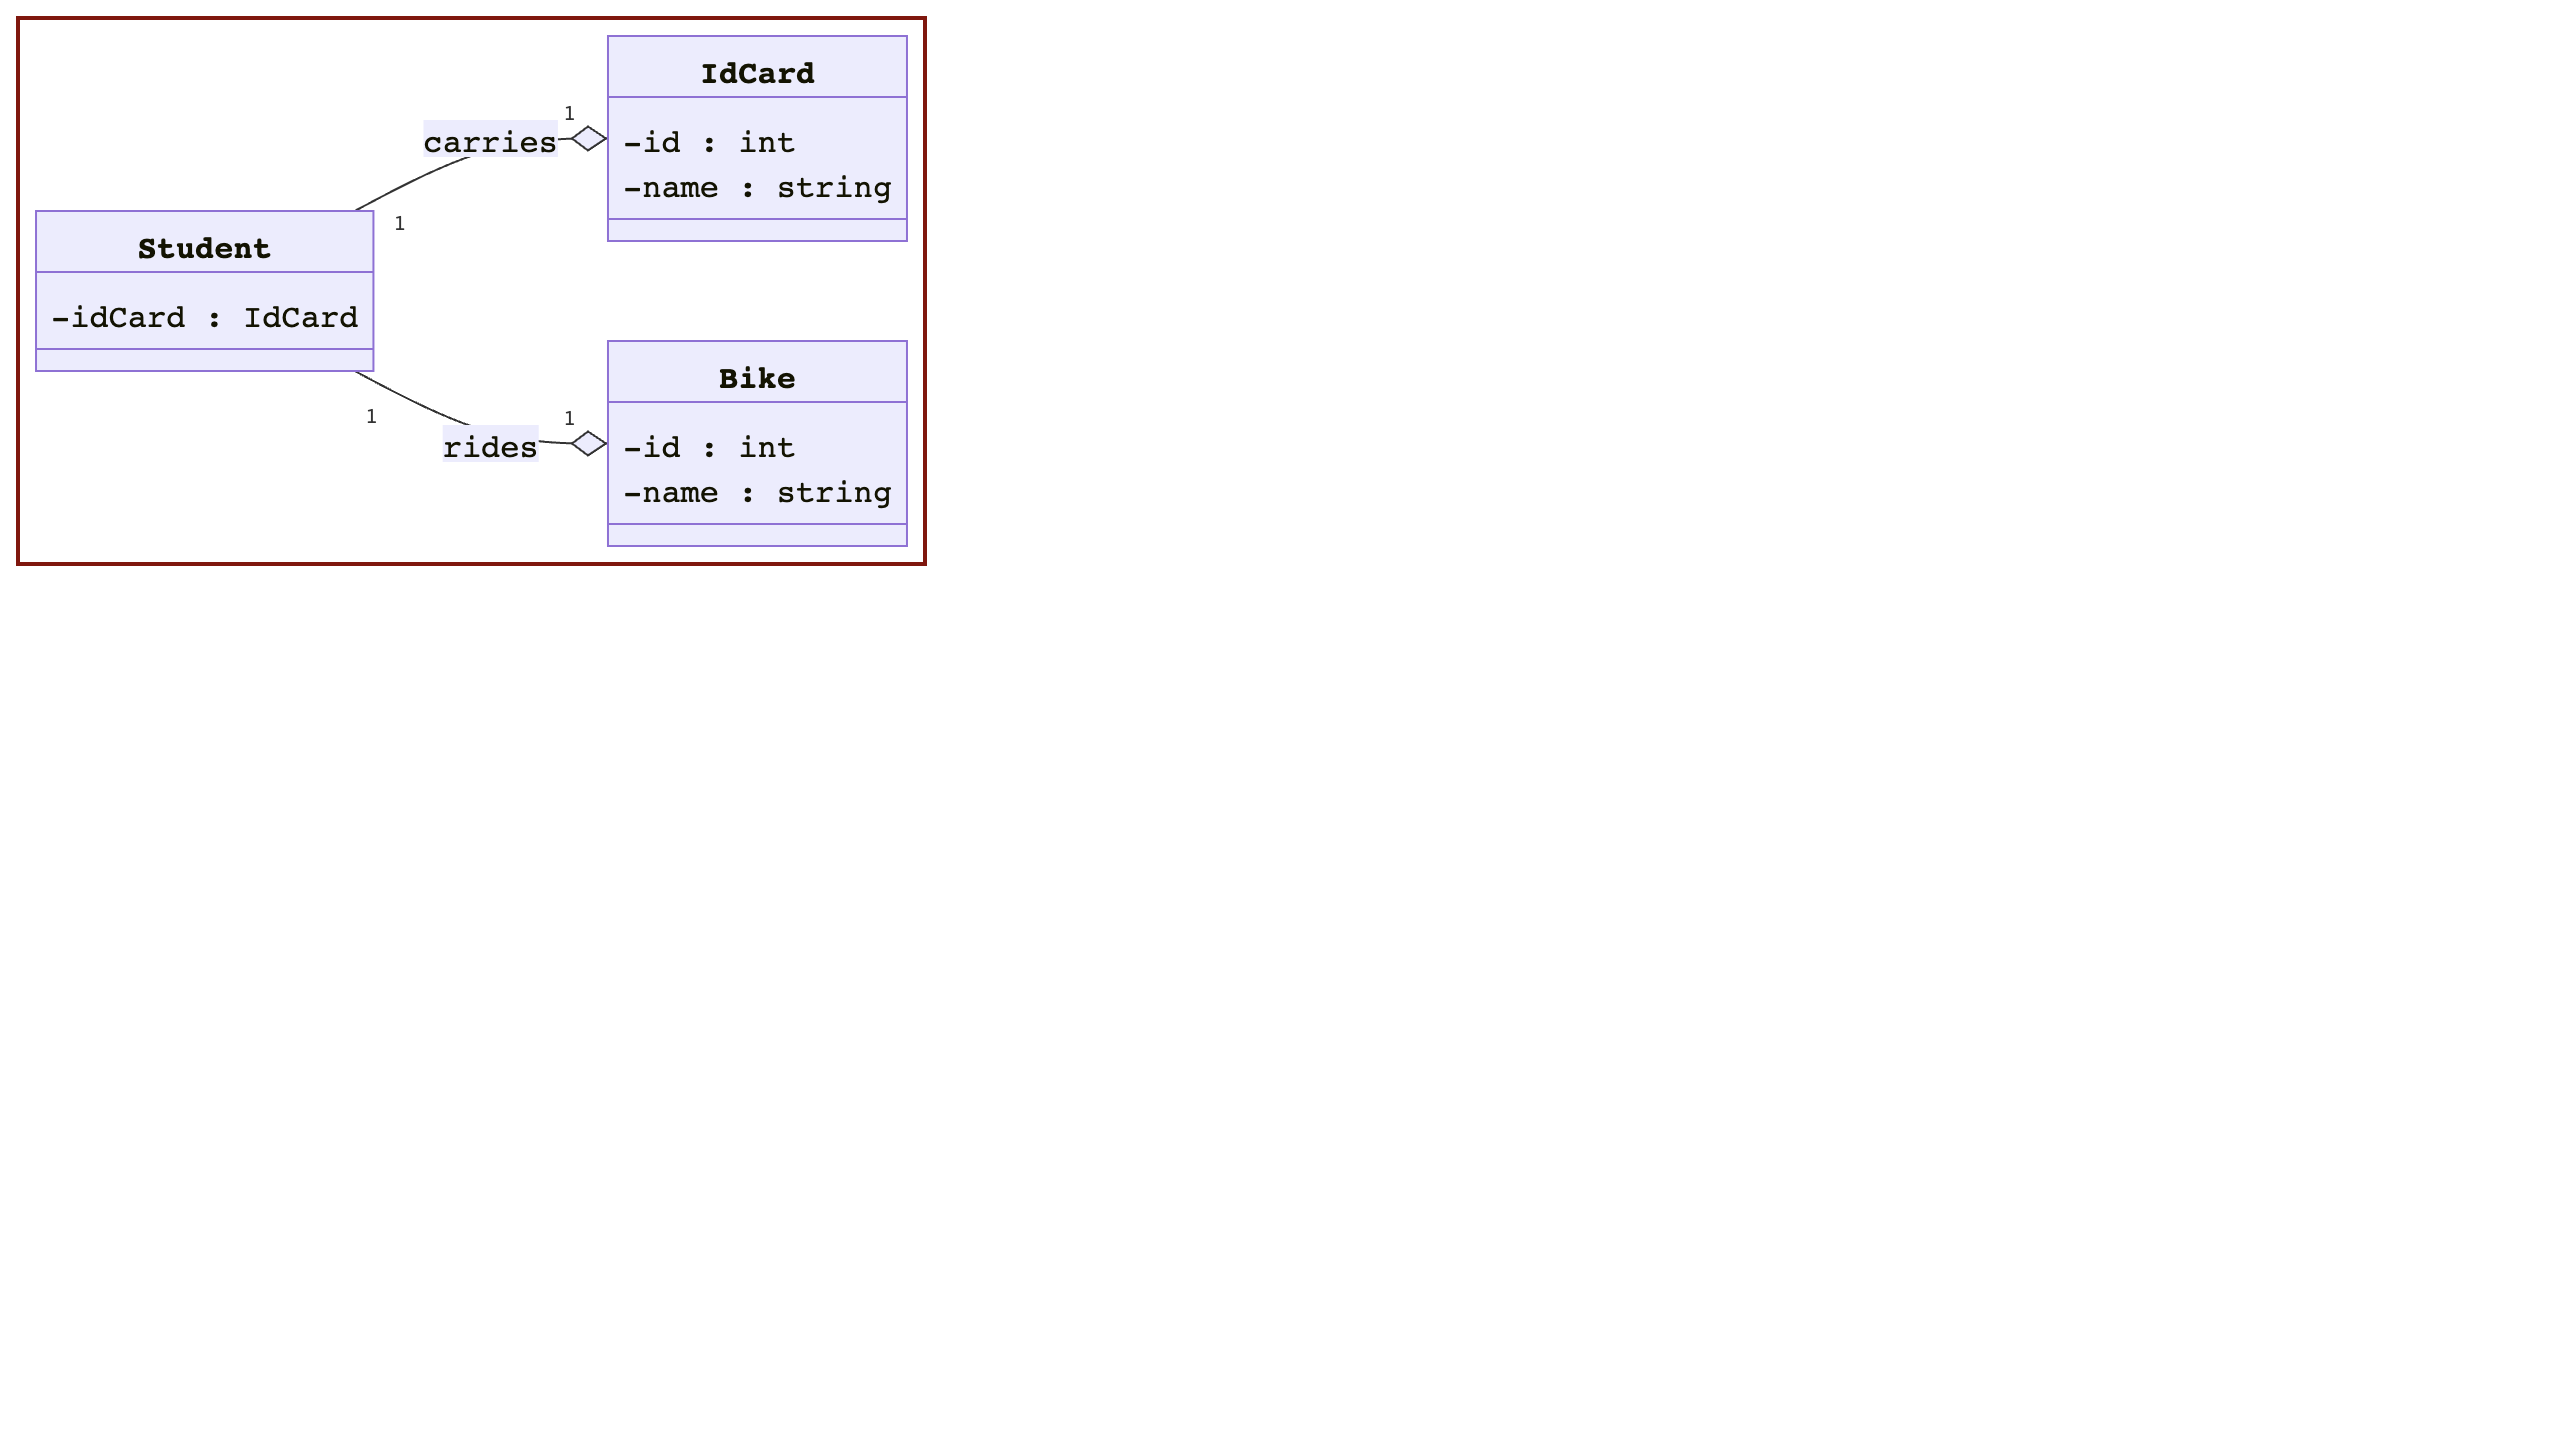 IdCard
-id : int
-name : string
1
carries
1
Student
-idCard : IdCard
1
rides
1
Bike
-id : int
-name : string